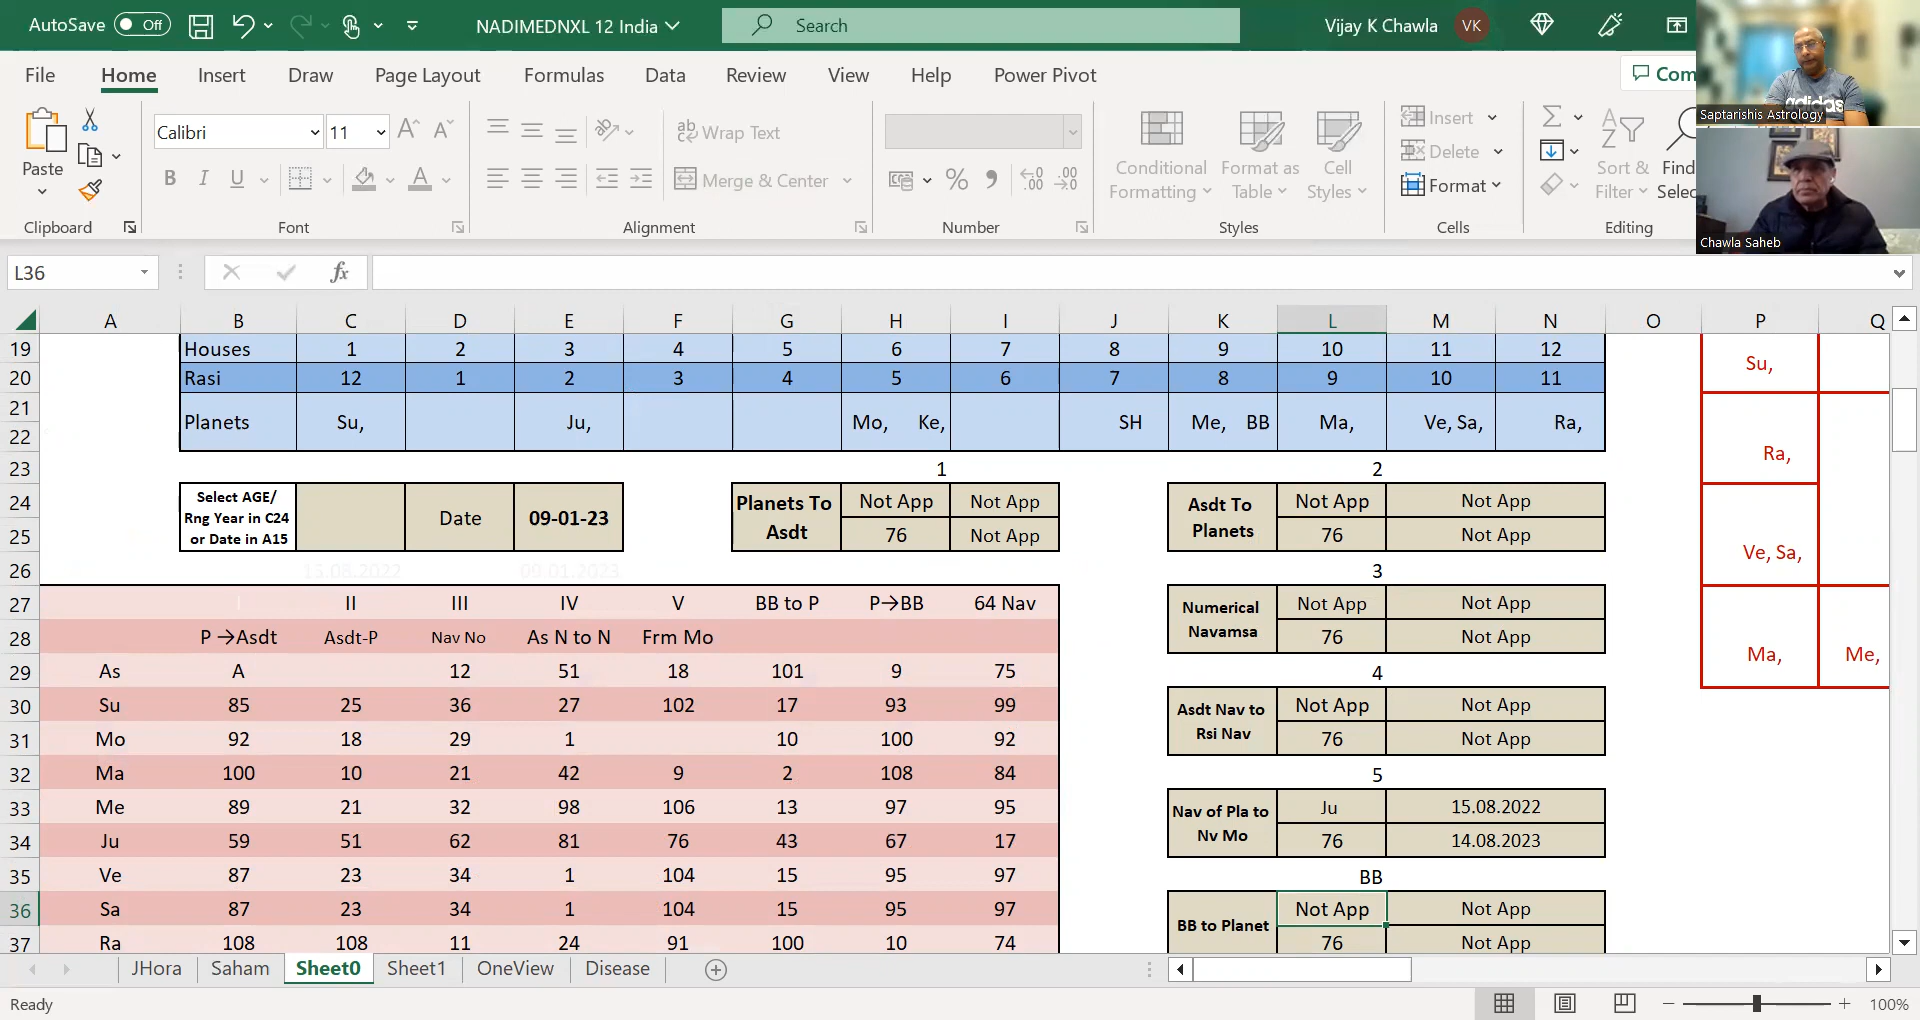 AutoSave Off NADIMEDNXL 12 India Search Vijay K Chawla VK
File Home Insert Draw Page Layout Formulas Data Review View Help Power Pivot Com
Saptarishis Astrology
adidas
Chawla Saheb
Paste
Calibri 11
B I U
Wrap Text
Merge & Center
Conditional Formatting
Format as Table
Cell Styles
Insert
Delete
Format
Sort & Filter
Find Selec
Clipboard Font Alignment Number Styles Cells Editing
L36 fx
A B C D E F G H I J K L M N O P Q
19 Houses 1 2 3 4 5 6 7 8 9 10 11 12
Su,
20 Rasi 12 1 2 3 4 5 6 7 8 9 10 11
21
22 Planets Su, Ju, Mo, Ke, SH Me, BB Ma, Ve, Sa, Ra,
Ra,
23 1 2
24 Select AGE/ Rng Year in C24 or Date in A15 Date 09-01-23
Planets To Asdt Not App Not App
Asdt To Planets Not App Not App
25 76 Not App 76 Not App
Ve, Sa,
26 15.08.2022 09.01.2023 3
27 I II III IV V BB to P P→BB 64 Nav Numerical Navamsa Not App Not App
28 P →Asdt Asdt-P Nav No As N to N Frm Mo 76 Not App
Ma, Me,
29 As A 12 51 18 101 9 75 4
30 Su 85 25 36 27 102 17 93 99 Asdt Nav to Rsi Nav Not App Not App
31 Mo 92 18 29 1 10 100 92 76 Not App
32 Ma 100 10 21 42 9 2 108 84 5
33 Me 89 21 32 98 106 13 97 95 Nav of Pla to Nv Mo Ju 15.08.2022
34 Ju 59 51 62 81 76 43 67 17 76 14.08.2023
35 Ve 87 23 34 1 104 15 95 97 BB
36 Sa 87 23 34 1 104 15 95 97 BB to Planet Not App Not App
37 Ra 108 108 11 24 91 100 10 74 76 Not App
JHora Saham Sheet0 Sheet1 OneView Disease
Ready 100%